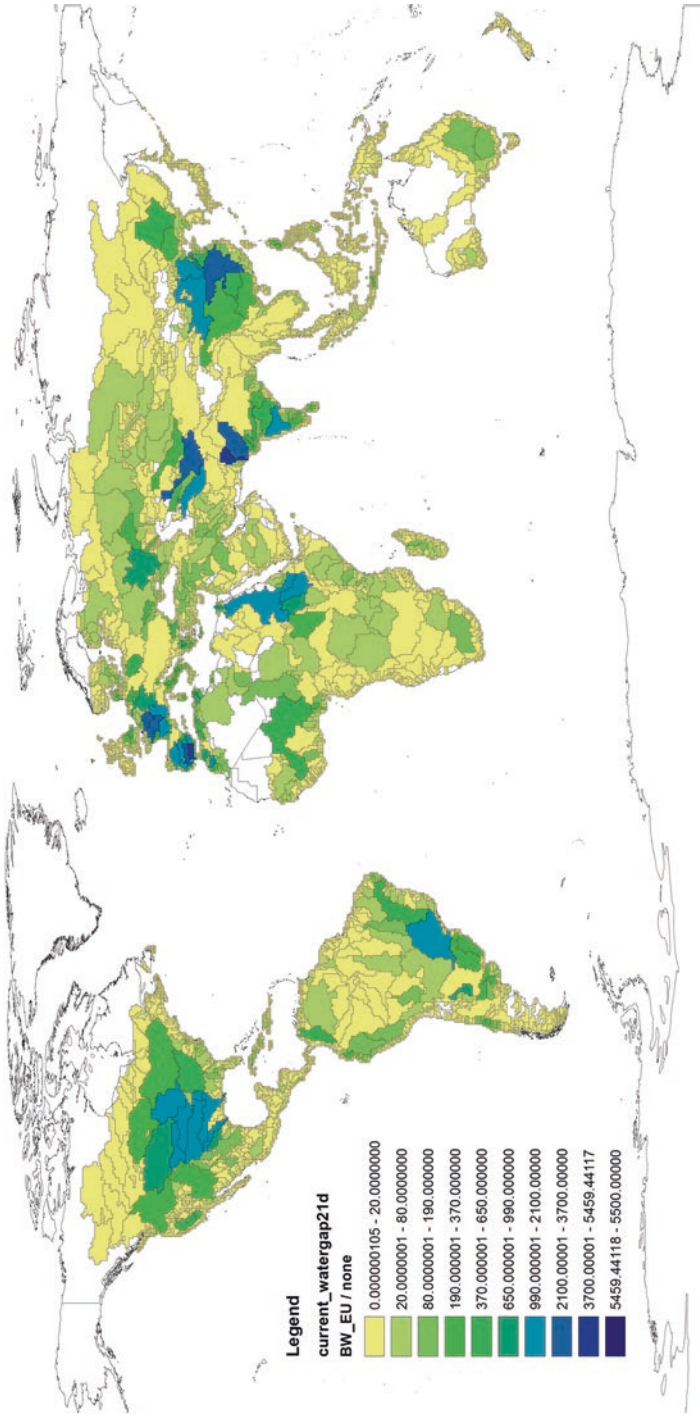 Legend
current_watergap21d
BW_EU / none
0.000000105 - 20.0000000
20.0000001 - 80.0000000
80.0000001 - 190.000000
190.000001 - 370.000000
370.000001 - 650.000000
650.000001 - 990.000000
990.000001 - 2100.00000
2100.00001 - 3700.00000
3700.00001 - 5459.44117
5459.44118 - 5500.00000